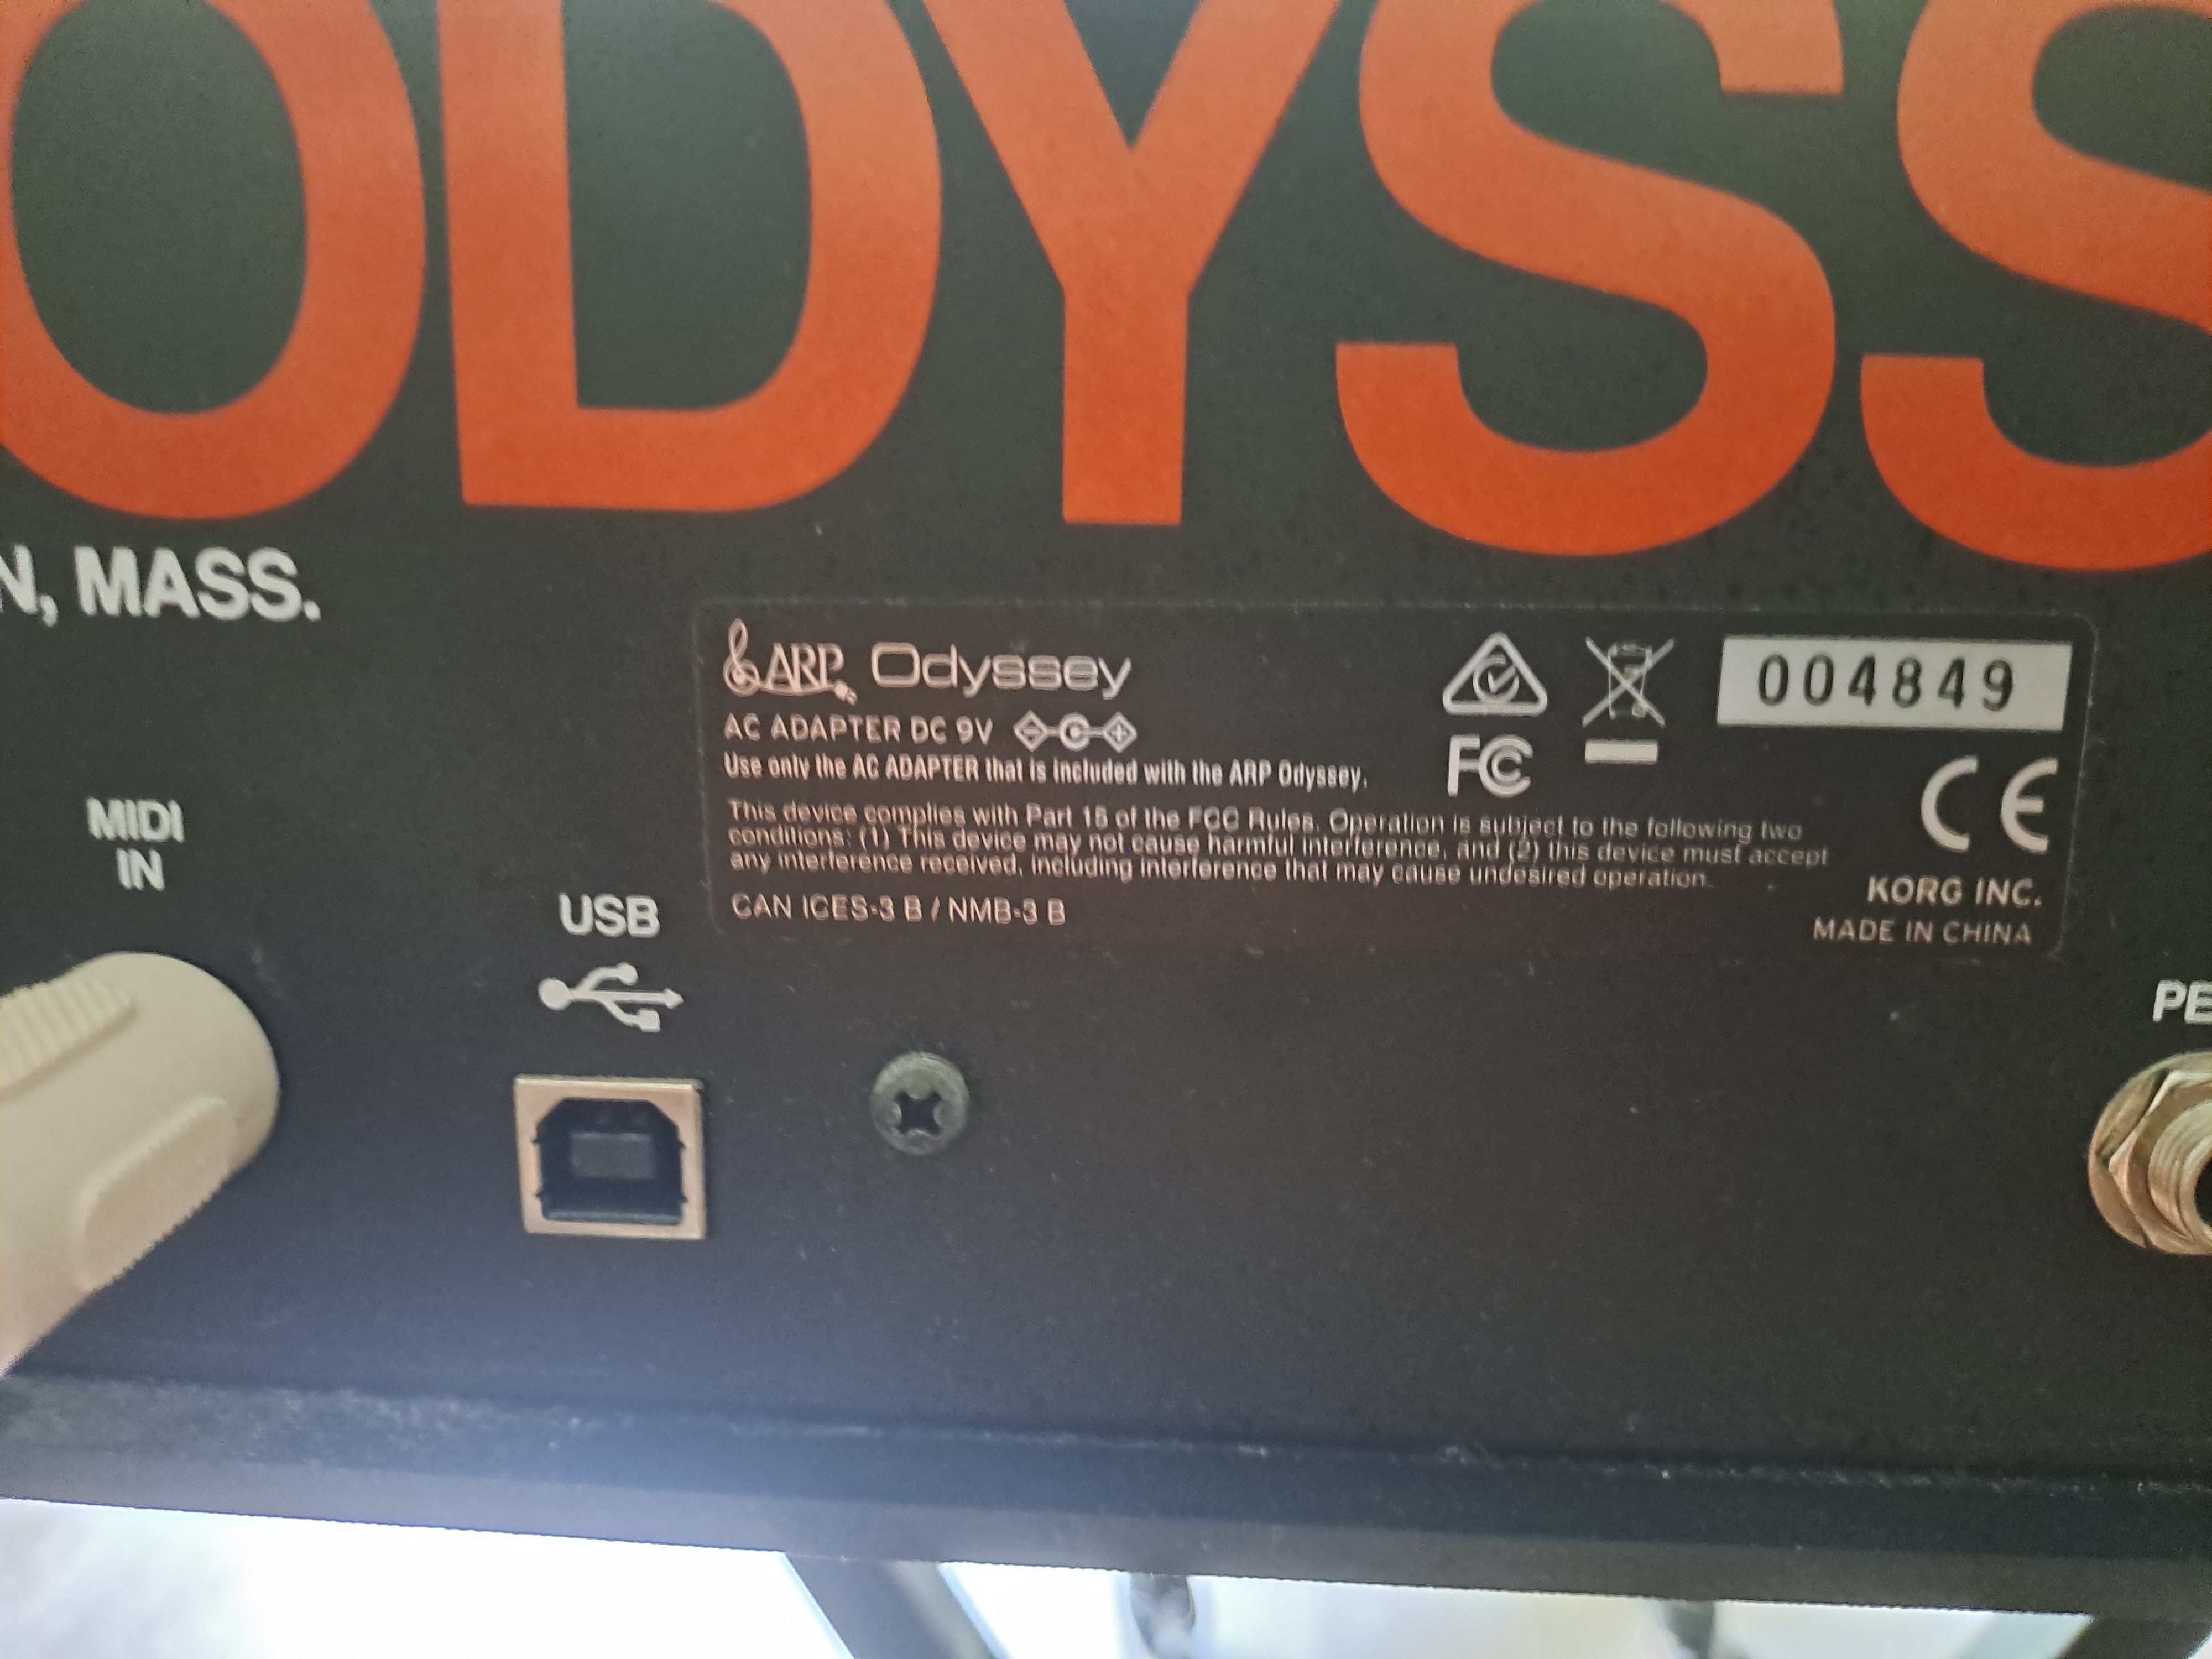 ODYSS
N, MASS.
ARP Odyssey
004849
AC ADAPTER DC 9V
Use only the AC ADAPTER that is included with the ARP Odyssey.
FC
CE
This device complies with Part 15 of the FCC Rules. Operation is subject to the following two
conditions: (1) This device may not cause harmful interference, and (2) this device must accept
any interference received, including interference that may cause undesired operation.
CAN ICES-3 B / NMB-3 B
KORG INC.
MADE IN CHINA
MIDI
IN
USB
PE